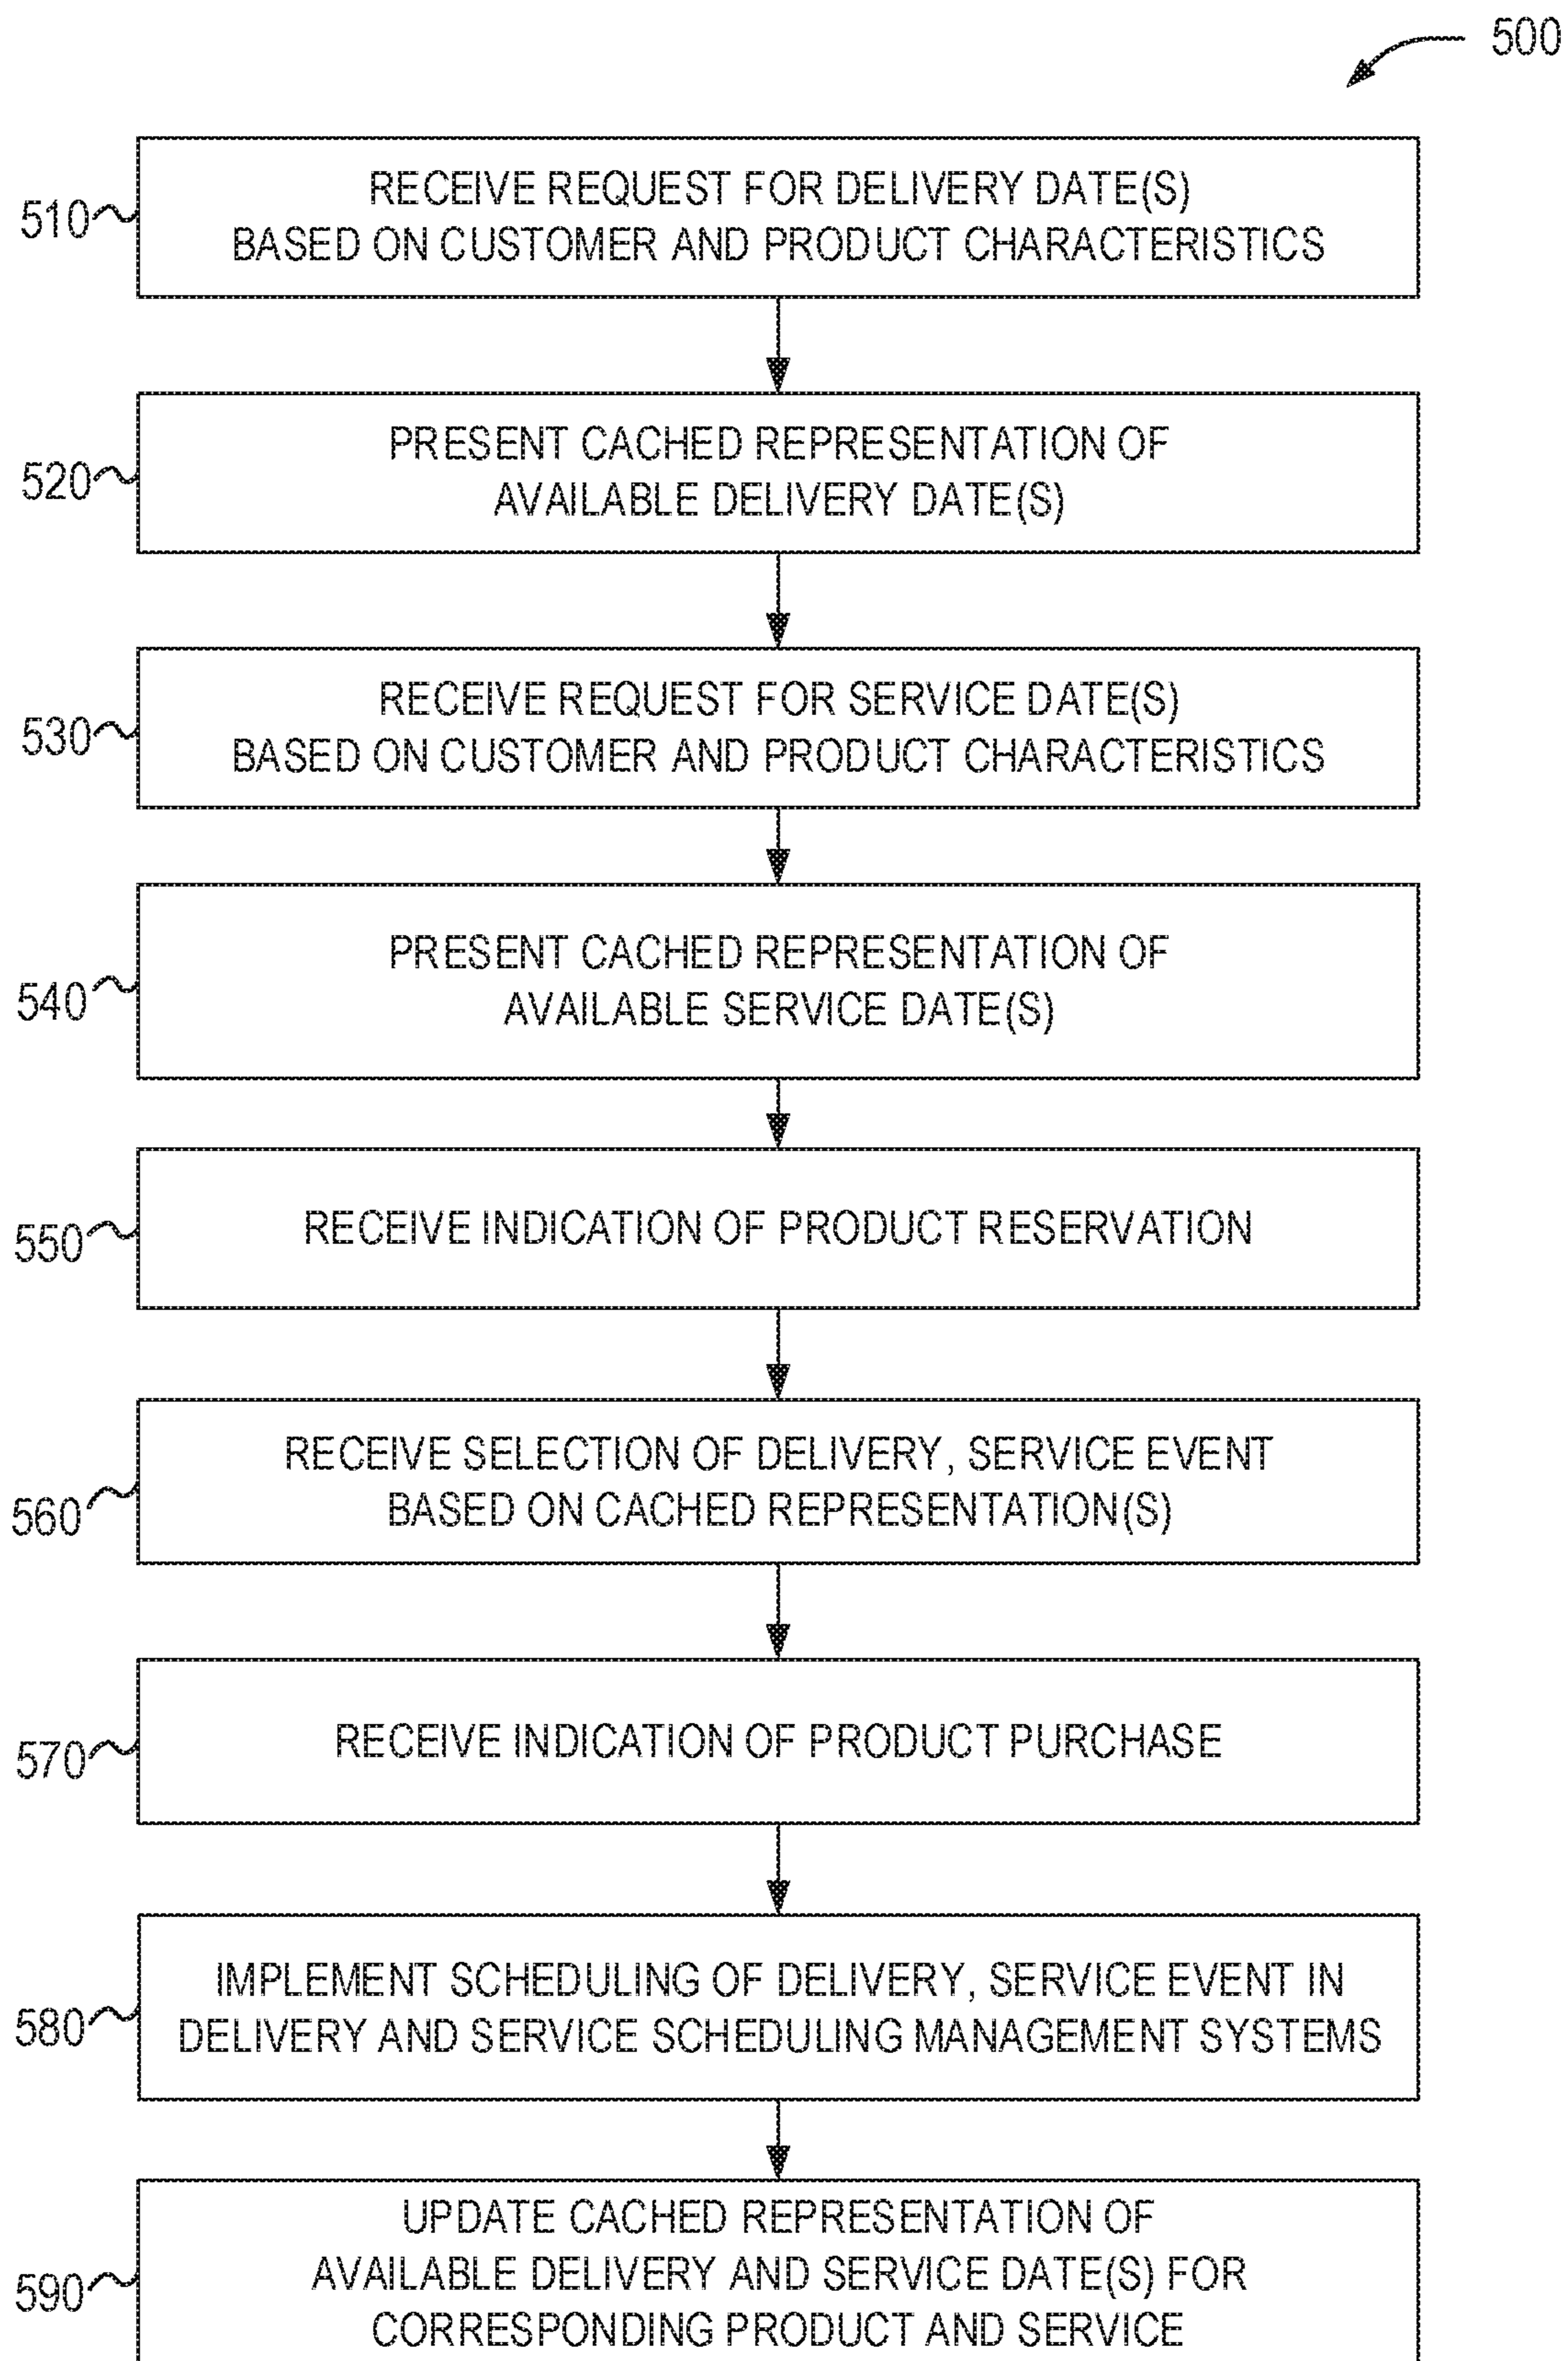 500
510
RECEIVE REQUEST FOR DELIVERY DATE(S)
BASED ON CUSTOMER AND PRODUCT CHARACTERISTICS
520
PRESENT CACHED REPRESENTATION OF
AVAILABLE DELIVERY DATE(S)
530
RECEIVE REQUEST FOR SERVICE DATE(S)
BASED ON CUSTOMER AND PRODUCT CHARACTERISTICS
540
PRESENT CACHED REPRESENTATION OF
AVAILABLE SERVICE DATE(S)
550
RECEIVE INDICATION OF PRODUCT RESERVATION
560
RECEIVE SELECTION OF DELIVERY, SERVICE EVENT
BASED ON CACHED REPRESENTATION(S)
570
RECEIVE INDICATION OF PRODUCT PURCHASE
580
IMPLEMENT SCHEDULING OF DELIVERY, SERVICE EVENT IN
DELIVERY AND SERVICE SCHEDULING MANAGEMENT SYSTEMS
590
UPDATE CACHED REPRESENTATION OF
AVAILABLE DELIVERY AND SERVICE DATE(S) FOR
CORRESPONDING PRODUCT AND SERVICE